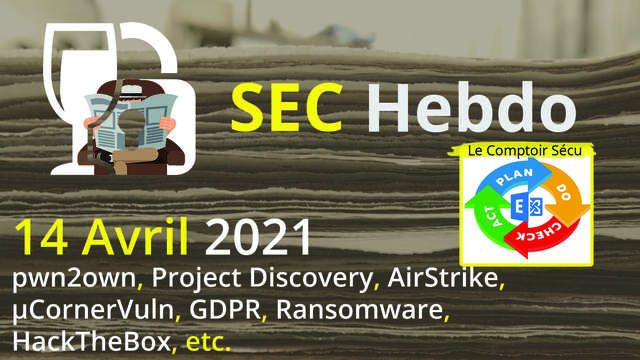 SEC Hebdo
Le Comptoir Sécu
PLAN
DO
CHECK
ACT
E
14 Avril 2021
pwn2own, Project Discovery, AirStrike,
µCornerVuln, GDPR, Ransomware,
HackTheBox, etc.